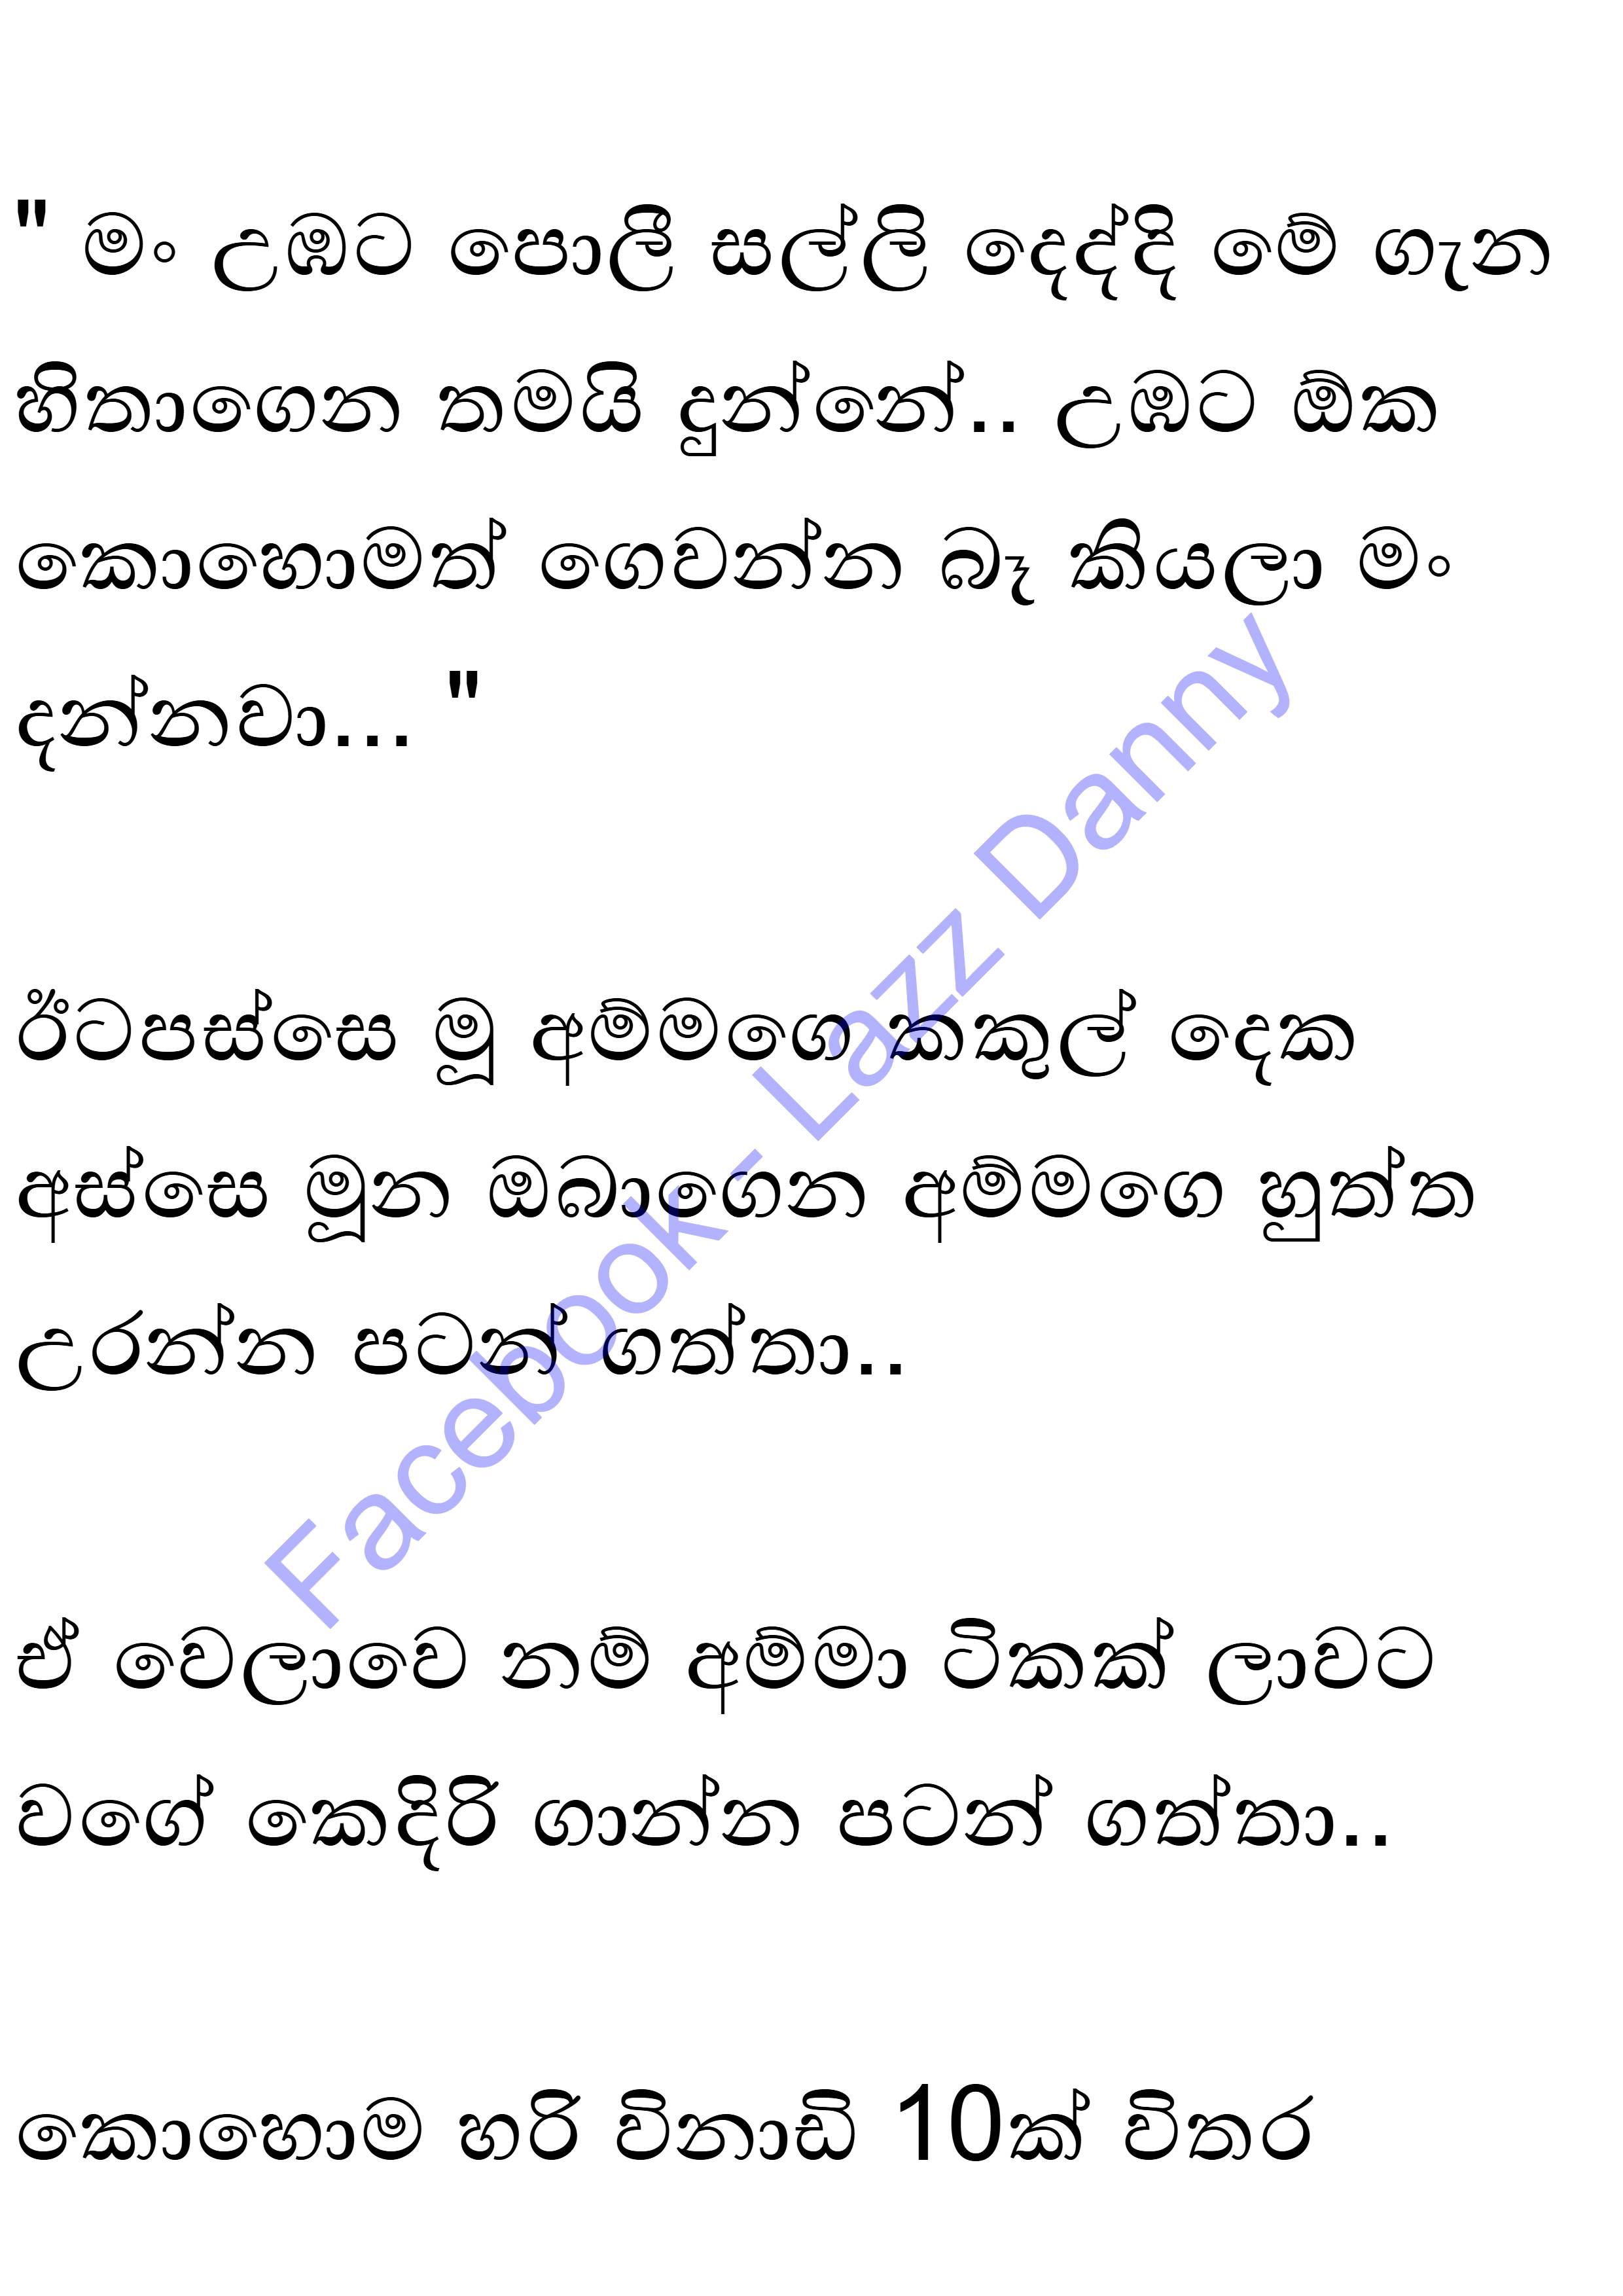 " මං උඹට පොලී සල්ලි දෙද්දි මේ ගැන
හිතාගෙන තමයි දුන්නේ.. උඹට ඕක
කොහොමත් ගෙවන්න බෑ කියලා මං
දන්නවා... "
ඊටපස්සෙ මූ අම්මගෙ කකුල් දෙක
අස්සෙ මූන ඔබාගෙන අම්මගෙ හුත්ත
උරන්න පටන් ගත්තා..
ඒ වෙලාවෙ නම් අම්මා ටිකක් ලාවට
වගේ කෙදිරි ගාන්න පටන් ගත්තා..
කොහොම හරි විනාඩි 10ක් විතර
Facebook - Lazz Danny